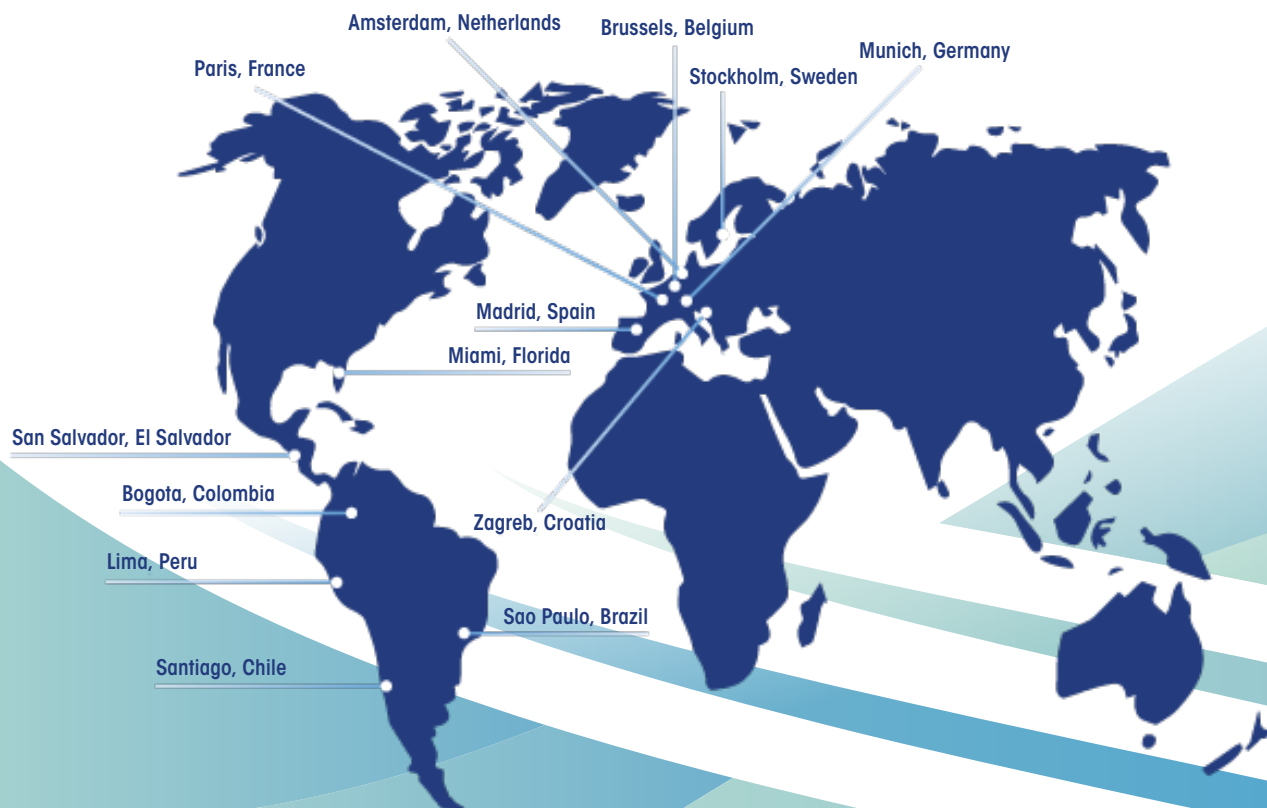 Amsterdam, Netherlands
Brussels, Belgium
Munich, Germany
Paris, France
Stockholm, Sweden
Madrid, Spain
Miami, Florida
San Salvador, El Salvador
Bogota, Colombia
Zagreb, Croatia
Lima, Peru
Sao Paulo, Brazil
Santiago, Chile